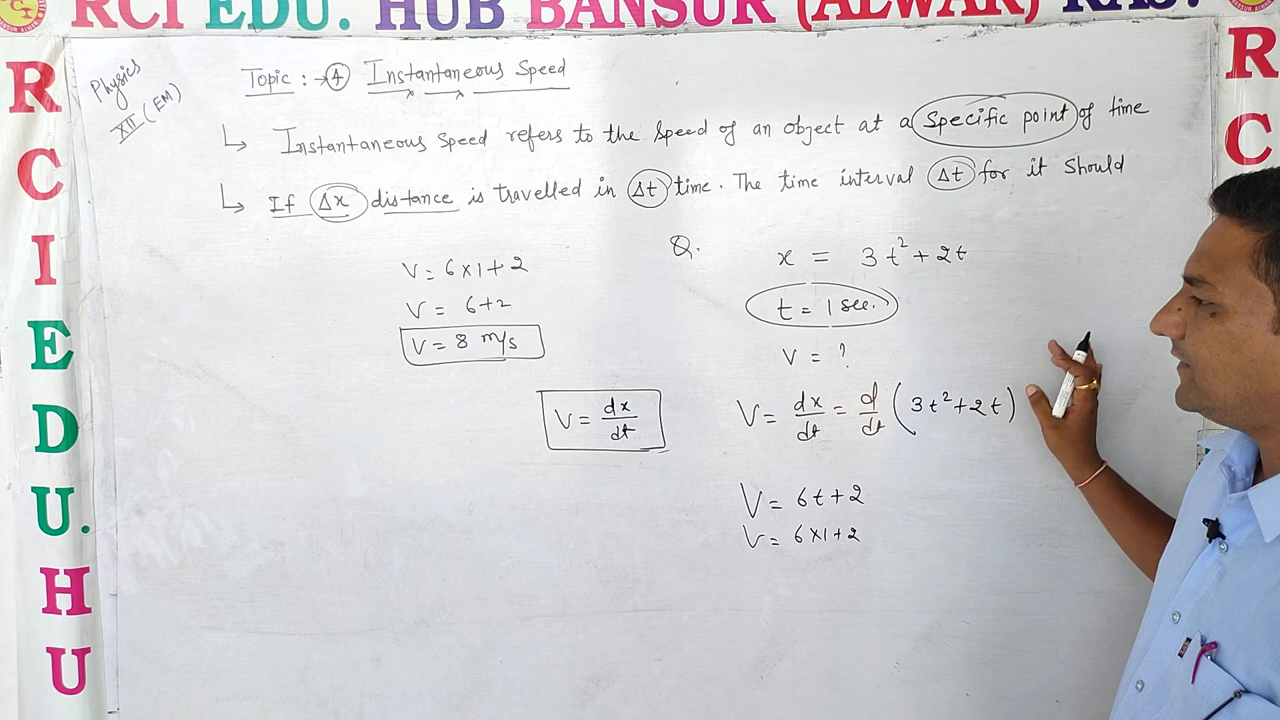 RCI EDU. HUB BANSUR (ALWAR) RAJ.
R
C
I
E
D
U.
H
U
R
C
Physics
XII (EM)
Topic : → 4 Instantaneous Speed
↳ Instantaneous Speed refers to the speed of an object at a Specific point of time
↳ If Δx distance is travelled in Δt time. The time interval Δt for it should
V = 6×1+2
V = 6+2
V = 8 m/s
V = dx/dt
Q. x = 3t²+2t
t = 1 sec.
V = ?
V = dx/dt = d/dt (3t²+2t)
V = 6t+2
V = 6×1+2